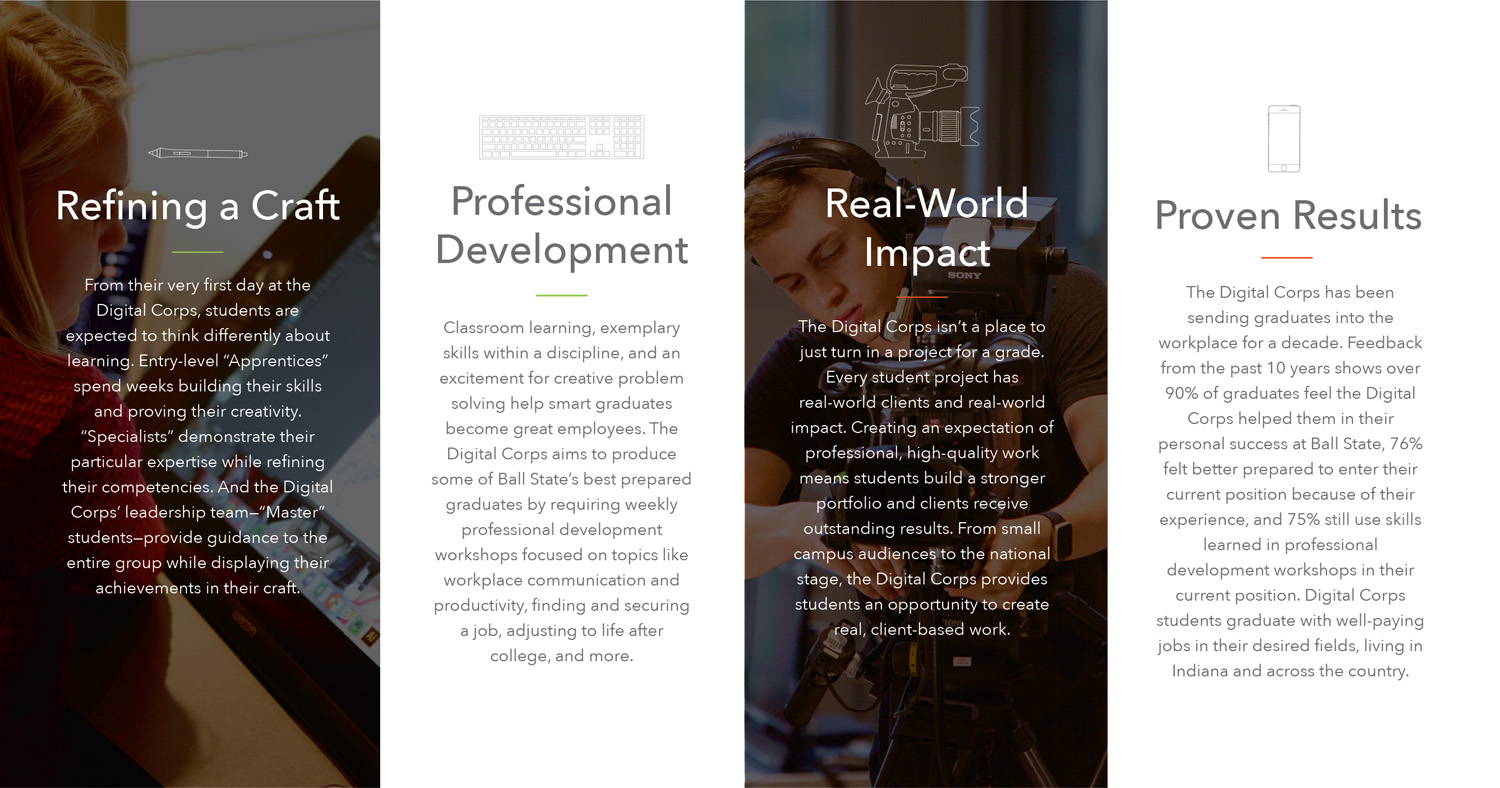 Refining a Craft
From their very first day at the
Digital Corps, students are
expected to think differently about
learning. Entry-level “Apprentices”
spend weeks building their skills
and proving their creativity.
“Specialists” demonstrate their
particular expertise while refining
their competencies. And the Digital
Corps’ leadership team—“Master”
students—provide guidance to the
entire group while displaying their
achievements in their craft.
Professional
Development
Classroom learning, exemplary
skills within a discipline, and an
excitement for creative problem
solving help smart graduates
become great employees. The
Digital Corps aims to produce
some of Ball State’s best prepared
graduates by requiring weekly
professional development
workshops focused on topics like
workplace communication and
productivity, finding and securing
a job, adjusting to life after
college, and more.
Real-World
Impact
SONY
The Digital Corps isn’t a place to
just turn in a project for a grade.
Every student project has
real-world clients and real-world
impact. Creating an expectation of
professional, high-quality work
means students build a stronger
portfolio and clients receive
outstanding results. From small
campus audiences to the national
stage, the Digital Corps provides
students an opportunity to create
real, client-based work.
Proven Results
The Digital Corps has been
sending graduates into the
workplace for a decade. Feedback
from the past 10 years shows over
90% of graduates feel the Digital
Corps helped them in their
personal success at Ball State, 76%
felt better prepared to enter their
current position because of their
experience, and 75% still use skills
learned in professional
development workshops in their
current position. Digital Corps
students graduate with well-paying
jobs in their desired fields, living in
Indiana and across the country.